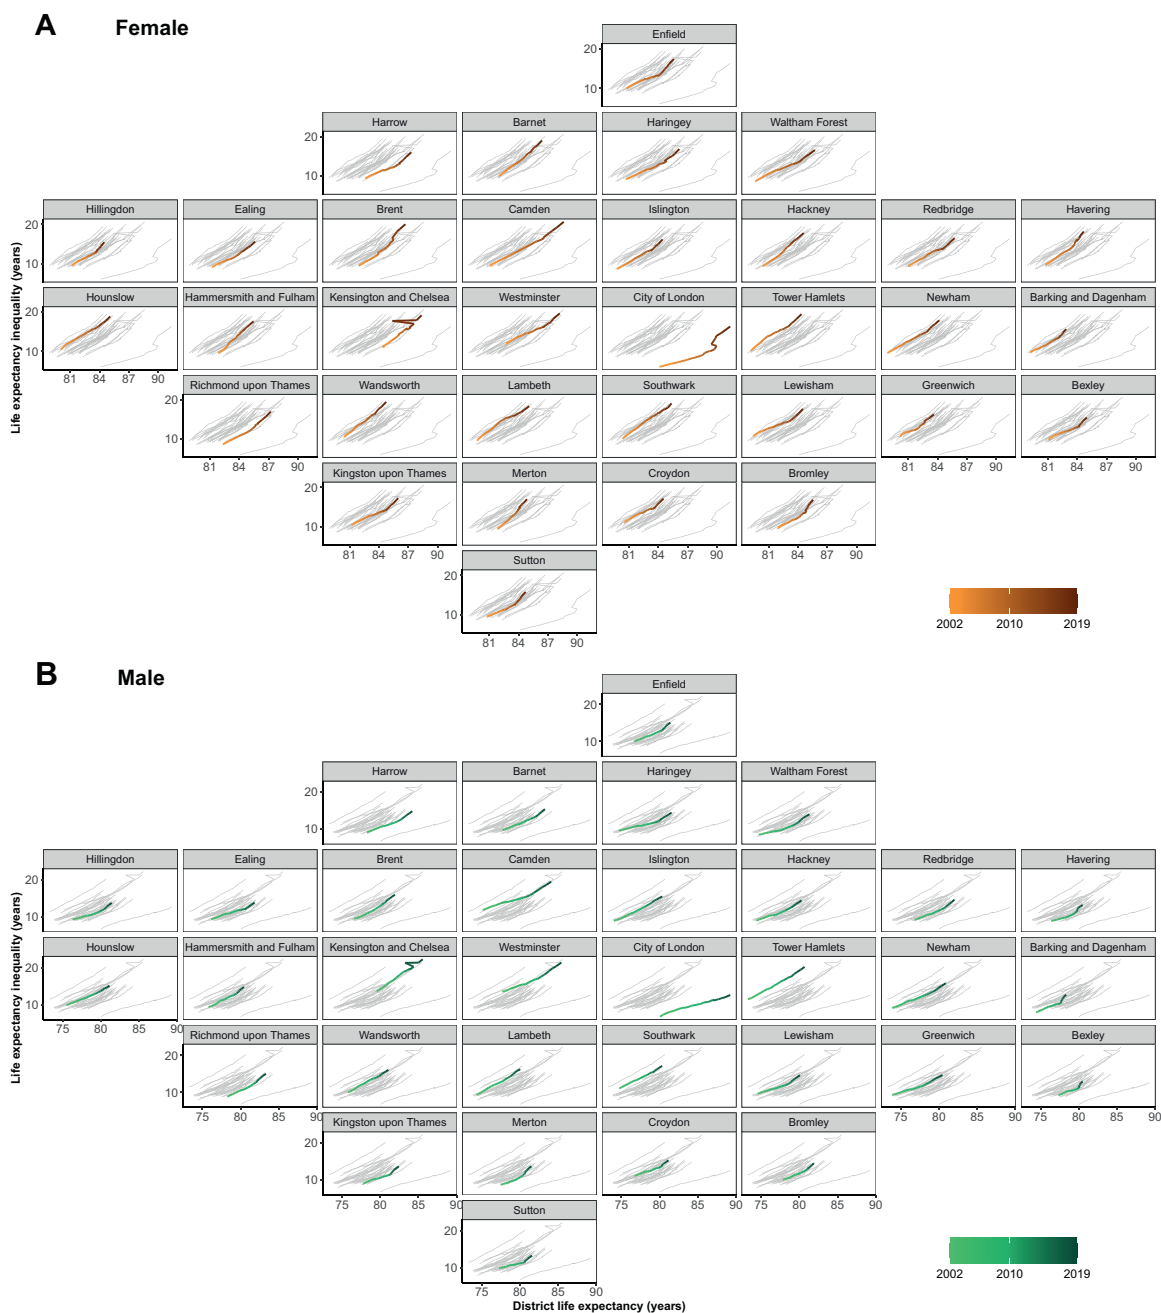 A Female
Enfield
20
10
Harrow Barnet Haringey Waltham Forest
20
10
Hillingdon Ealing Brent Camden Islington Hackney Redbridge Havering
20
10
Hounslow Hammersmith and Fulham Kensington and Chelsea Westminster City of London Tower Hamlets Newham Barking and Dagenham
20
10
81 84 87 90
Life expectancy inequality (years)
Richmond upon Thames Wandsworth Lambeth Southwark Lewisham Greenwich Bexley
20
10
81 84 87 90 81 84 87 90 81 84 87 90
Kingston upon Thames Merton Croydon Bromley
20
10
81 84 87 90 81 84 87 90 81 84 87 90
Sutton
20
10
81 84 87 90
2002 2010 2019
B Male
Enfield
20
10
Harrow Barnet Haringey Waltham Forest
20
10
Hillingdon Ealing Brent Camden Islington Hackney Redbridge Havering
20
10
Hounslow Hammersmith and Fulham Kensington and Chelsea Westminster City of London Tower Hamlets Newham Barking and Dagenham
20
10
75 80 85 90
Life expectancy inequality (years)
Richmond upon Thames Wandsworth Lambeth Southwark Lewisham Greenwich Bexley
20
10
75 80 85 90 75 80 85 90 75 80 85 90
Kingston upon Thames Merton Croydon Bromley
20
10
75 80 85 90 75 80 85 90 75 80 85 90
Sutton
20
10
75 80 85 90
2002 2010 2019
District life expectancy (years)